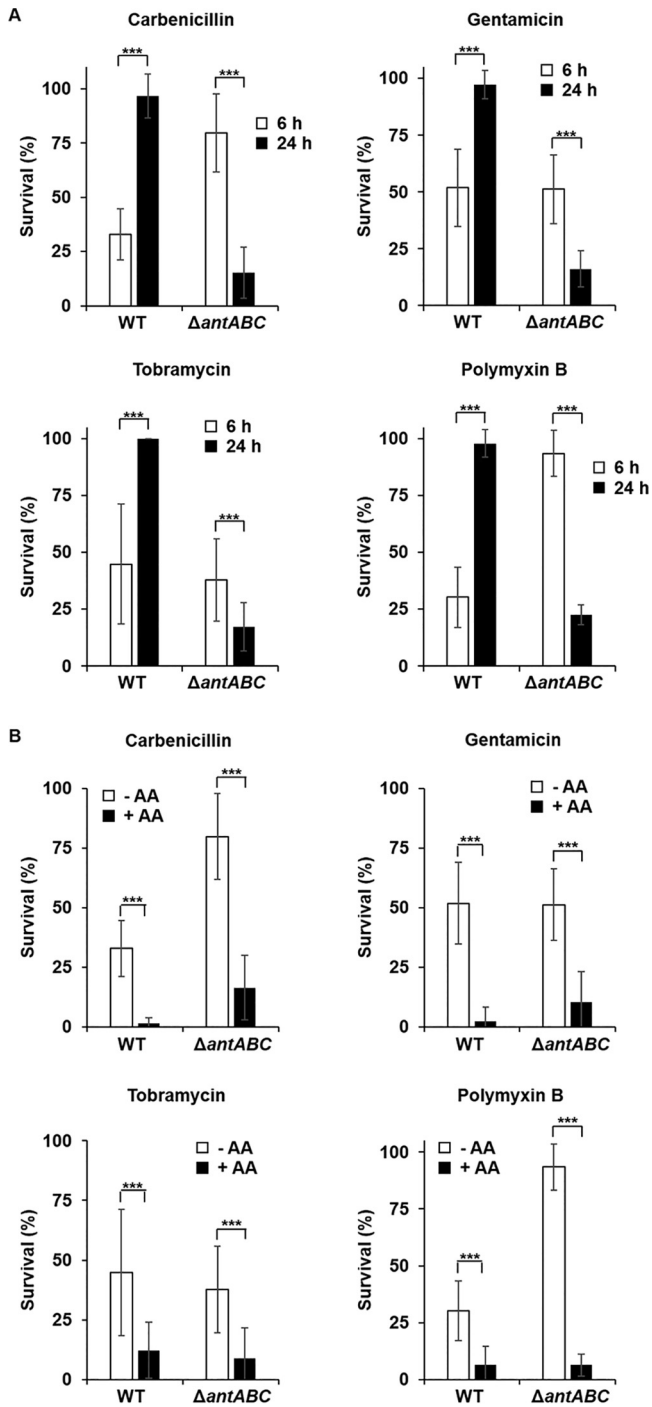 A
Carbenicillin
Survival (%)
100
75
50
25
0
***
***
6 h
24 h
WT
ΔantABC
Gentamicin
Survival (%)
100
75
50
25
0
***
***
6 h
24 h
WT
ΔantABC
Tobramycin
Survival (%)
100
75
50
25
0
***
***
6 h
24 h
WT
ΔantABC
Polymyxin B
Survival (%)
100
75
50
25
0
***
***
6 h
24 h
WT
ΔantABC
B
Carbenicillin
Survival (%)
100
75
50
25
0
- AA
+ AA
***
***
WT
ΔantABC
Gentamicin
Survival (%)
100
75
50
25
0
- AA
+ AA
***
***
WT
ΔantABC
Tobramycin
Survival (%)
100
75
50
25
0
- AA
+ AA
***
***
WT
ΔantABC
Polymyxin B
Survival (%)
100
75
50
25
0
- AA
+ AA
***
***
WT
ΔantABC